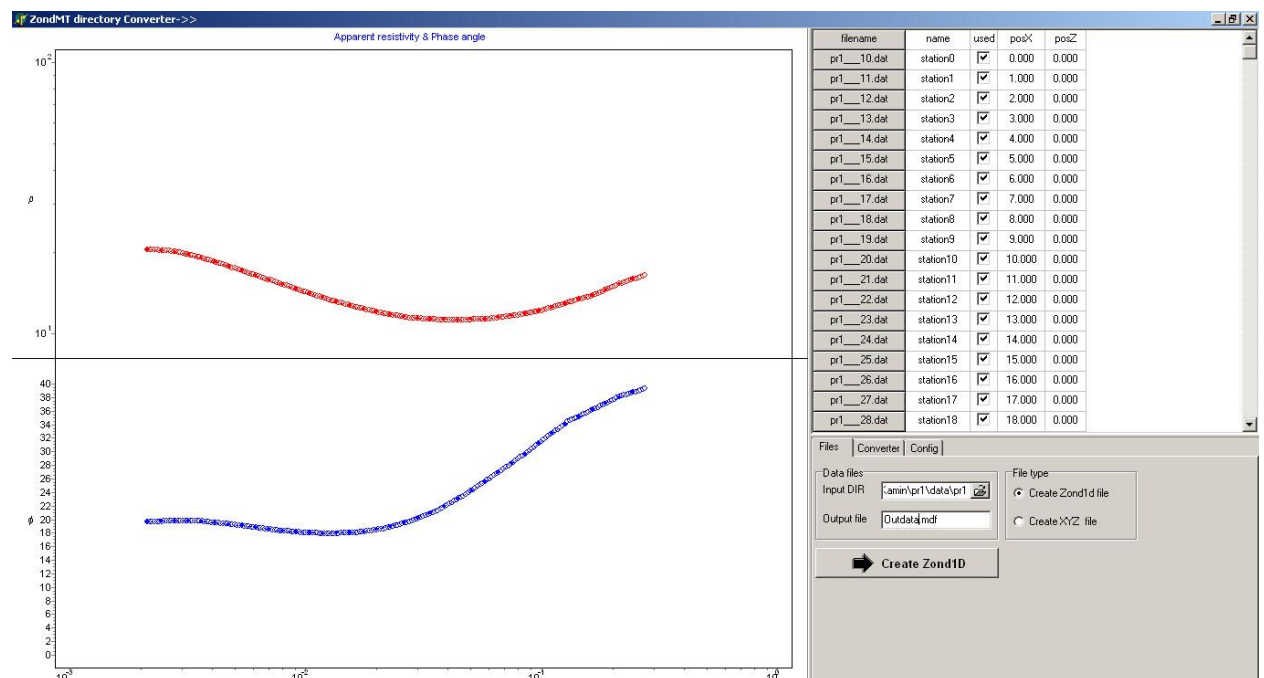 ZondMT directory Converter->>
Apparent resistivity & Phase angle
10²
ρ
10¹
40
38
36
34
32
30
28
26
24
22
ϕ 20
18
16
14
12
10
8
6
4
2
0
10⁻³ 10⁻² 10⁻¹ 10⁰
filename name used posX posZ
pr1___10.dat station0 0.000 0.000
pr1___11.dat station1 1.000 0.000
pr1___12.dat station2 2.000 0.000
pr1___13.dat station3 3.000 0.000
pr1___14.dat station4 4.000 0.000
pr1___15.dat station5 5.000 0.000
pr1___16.dat station6 6.000 0.000
pr1___17.dat station7 7.000 0.000
pr1___18.dat station8 8.000 0.000
pr1___19.dat station9 9.000 0.000
pr1___20.dat station10 10.000 0.000
pr1___21.dat station11 11.000 0.000
pr1___22.dat station12 12.000 0.000
pr1___23.dat station13 13.000 0.000
pr1___24.dat station14 14.000 0.000
pr1___25.dat station15 15.000 0.000
pr1___26.dat station16 16.000 0.000
pr1___27.dat station17 17.000 0.000
pr1___28.dat station18 18.000 0.000
Files Converter Config
Data files
Input DIR amin\pr1\data\pr1
Output file Outdata.mdf
File type
Create Zond1d file
Create XYZ file
Create Zond1D